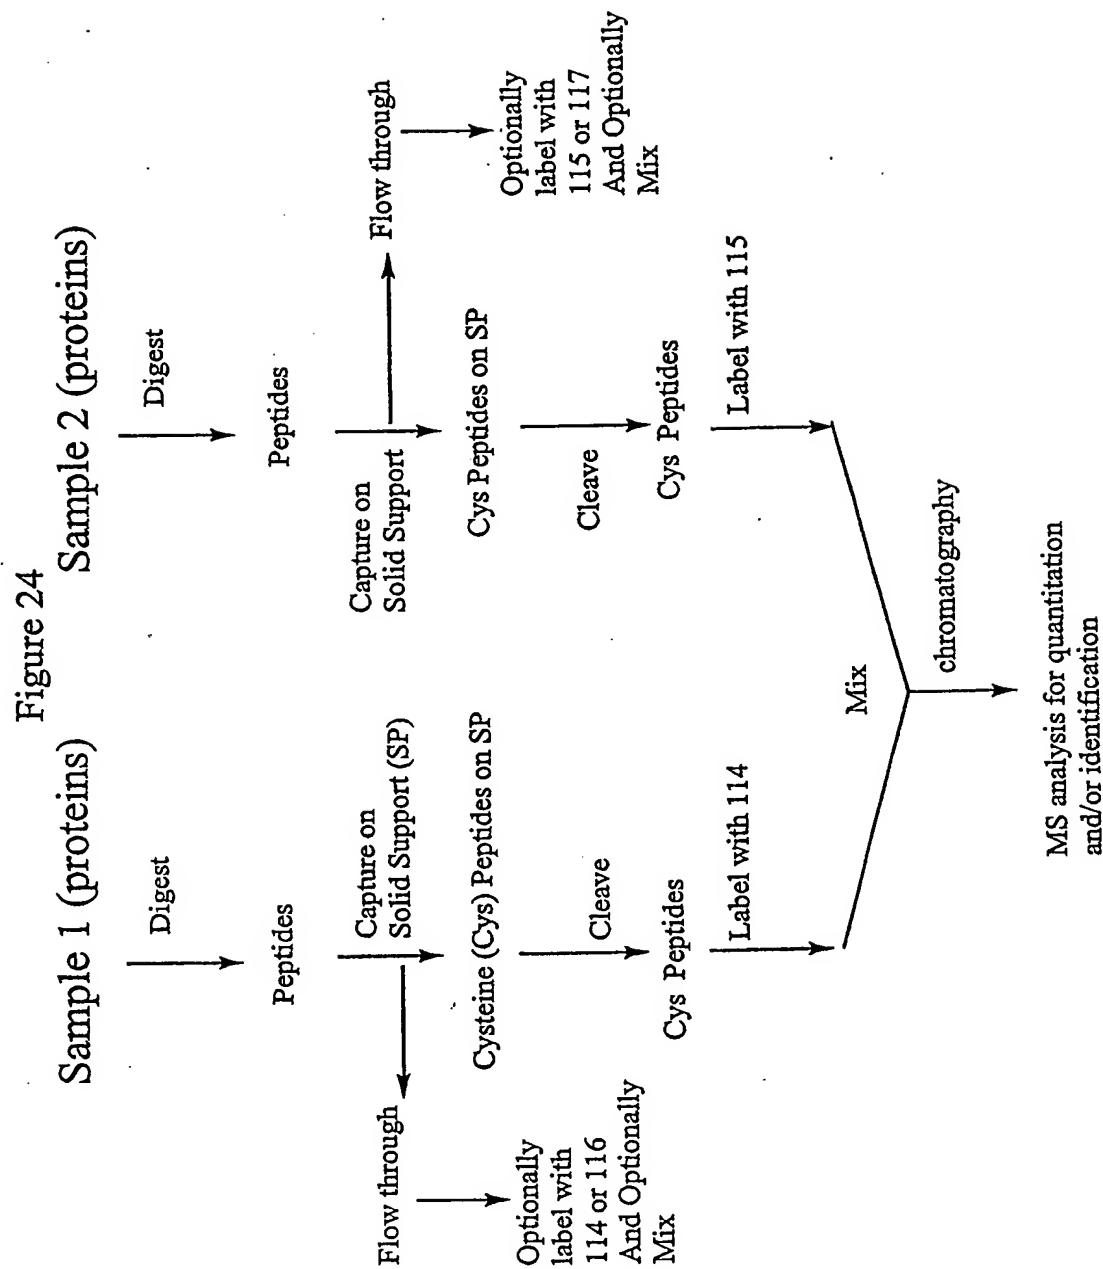 Figure 24
Sample 1 (proteins)
Sample 2 (proteins)
Digest
Digest
Peptides
Peptides
Capture on
Solid Support (SP)
Capture on
Solid Support
Flow through
Flow through
Optionally
label with
114 or 116
And Optionally
Mix
Cysteine (Cys) Peptides on SP
Cys Peptides on SP
Optionally
label with
115 or 117
And Optionally
Mix
Cleave
Cleave
Cys Peptides
Cys Peptides
Label with 114
Label with 115
Mix
chromatography
MS analysis for quantitation
and/or identification